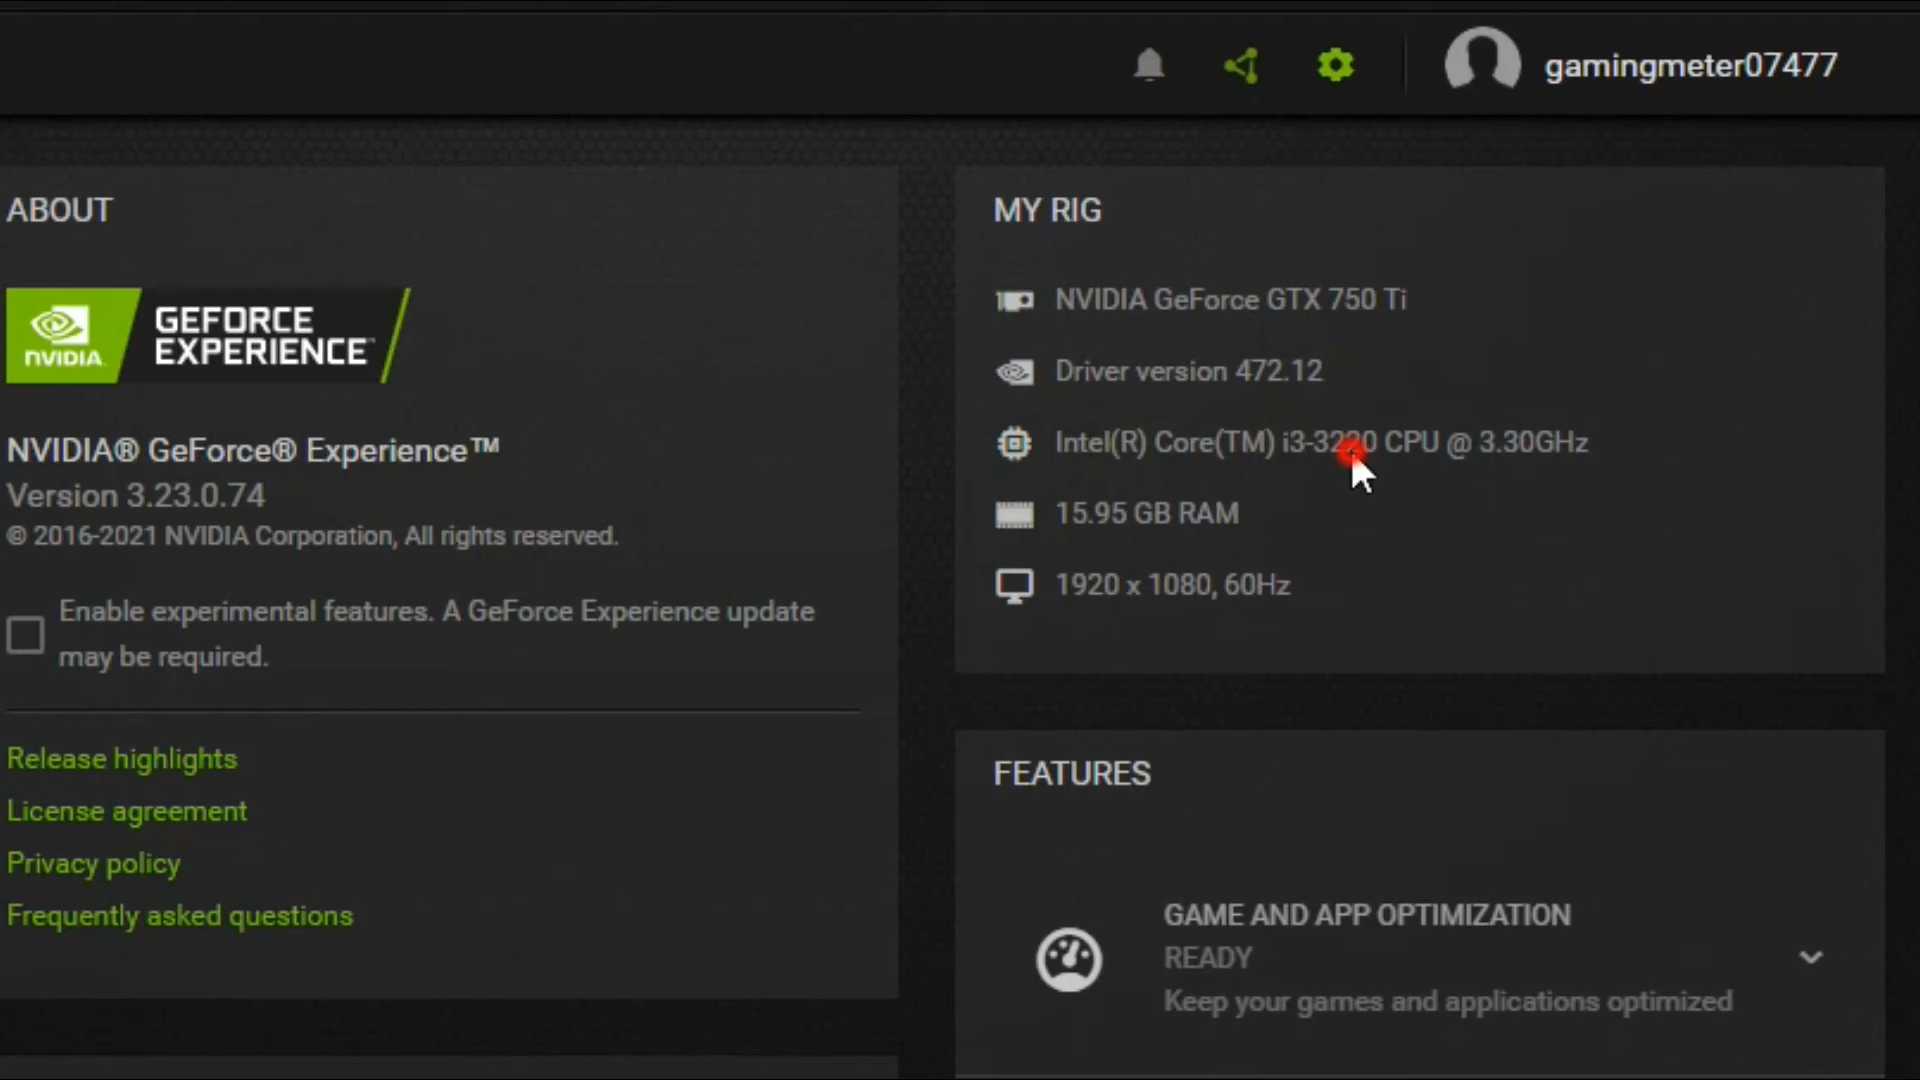 gamingmeter07477
ABOUT
NVIDIA
GEFORCE
EXPERIENCE
NVIDIA® GeForce® Experience™
Version 3.23.0.74
© 2016-2021 NVIDIA Corporation, All rights reserved.
Enable experimental features. A GeForce Experience update
may be required.
Release highlights
License agreement
Privacy policy
Frequently asked questions
MY RIG
NVIDIA GeForce GTX 750 Ti
Driver version 472.12
Intel(R) Core(TM) CPU @ 3.30GHz
15.95 GB RAM
1920 x 1080, 60Hz
FEATURES
GAME AND APP OPTIMIZATION
READY
Keep your games and applications optimized